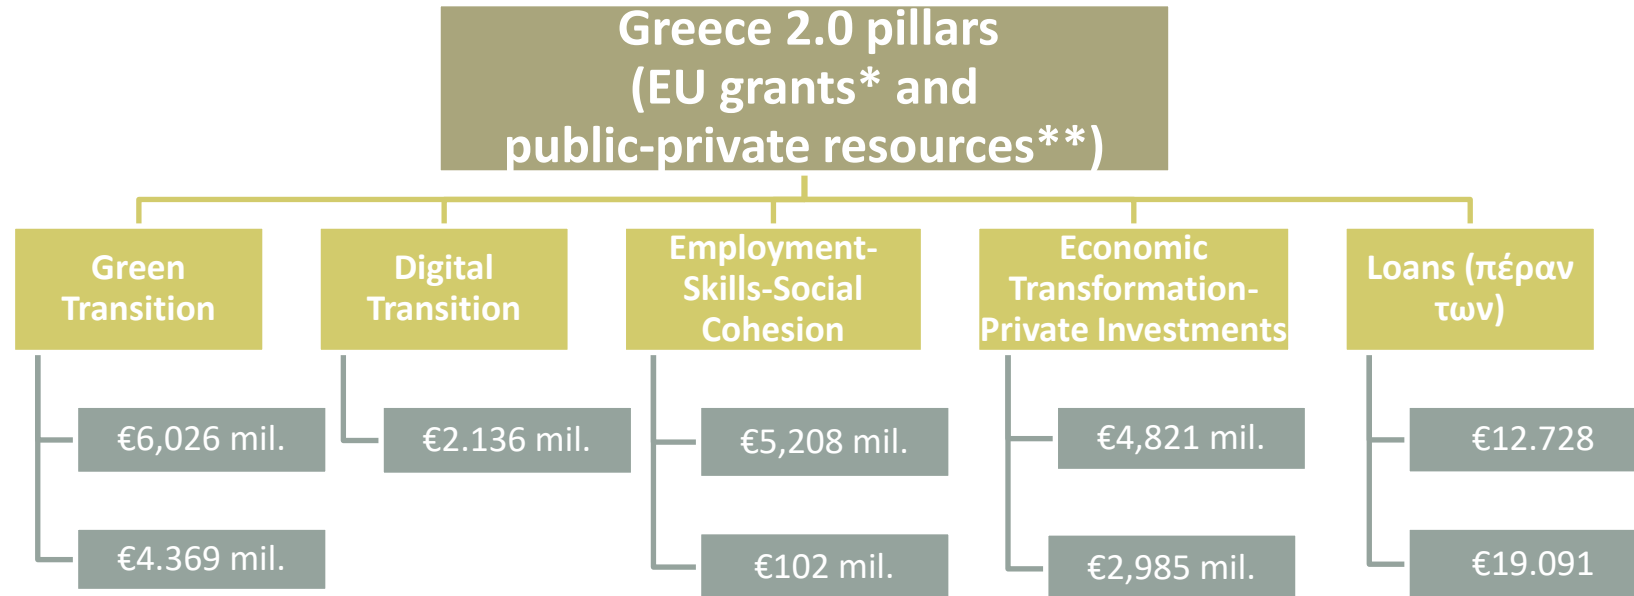 Greece 2.0 pillars
(EU grants* and
public-private resources**)
Green
Transition
Digital
Transition
Employment-
Skills-Social
Cohesion
Economic
Transformation-
Private Investments
Loans (πέραν
των)
€6,026 mil.
€2.136 mil.
€5,208 mil.
€4,821 mil.
€12.728
€4.369 mil.
€102 mil.
€2,985 mil.
€19.091